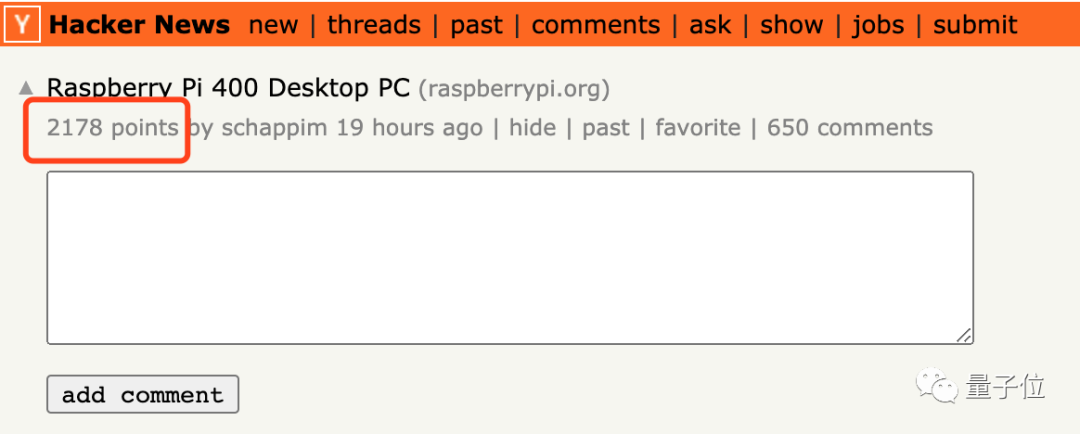 Y Hacker News new | threads | past | comments | ask | show | jobs | submit
▲ Raspberry Pi 400 Desktop PC (raspberrypi.org)
2178 points by schappim 19 hours ago | hide | past | favorite | 650 comments
add comment
量子位